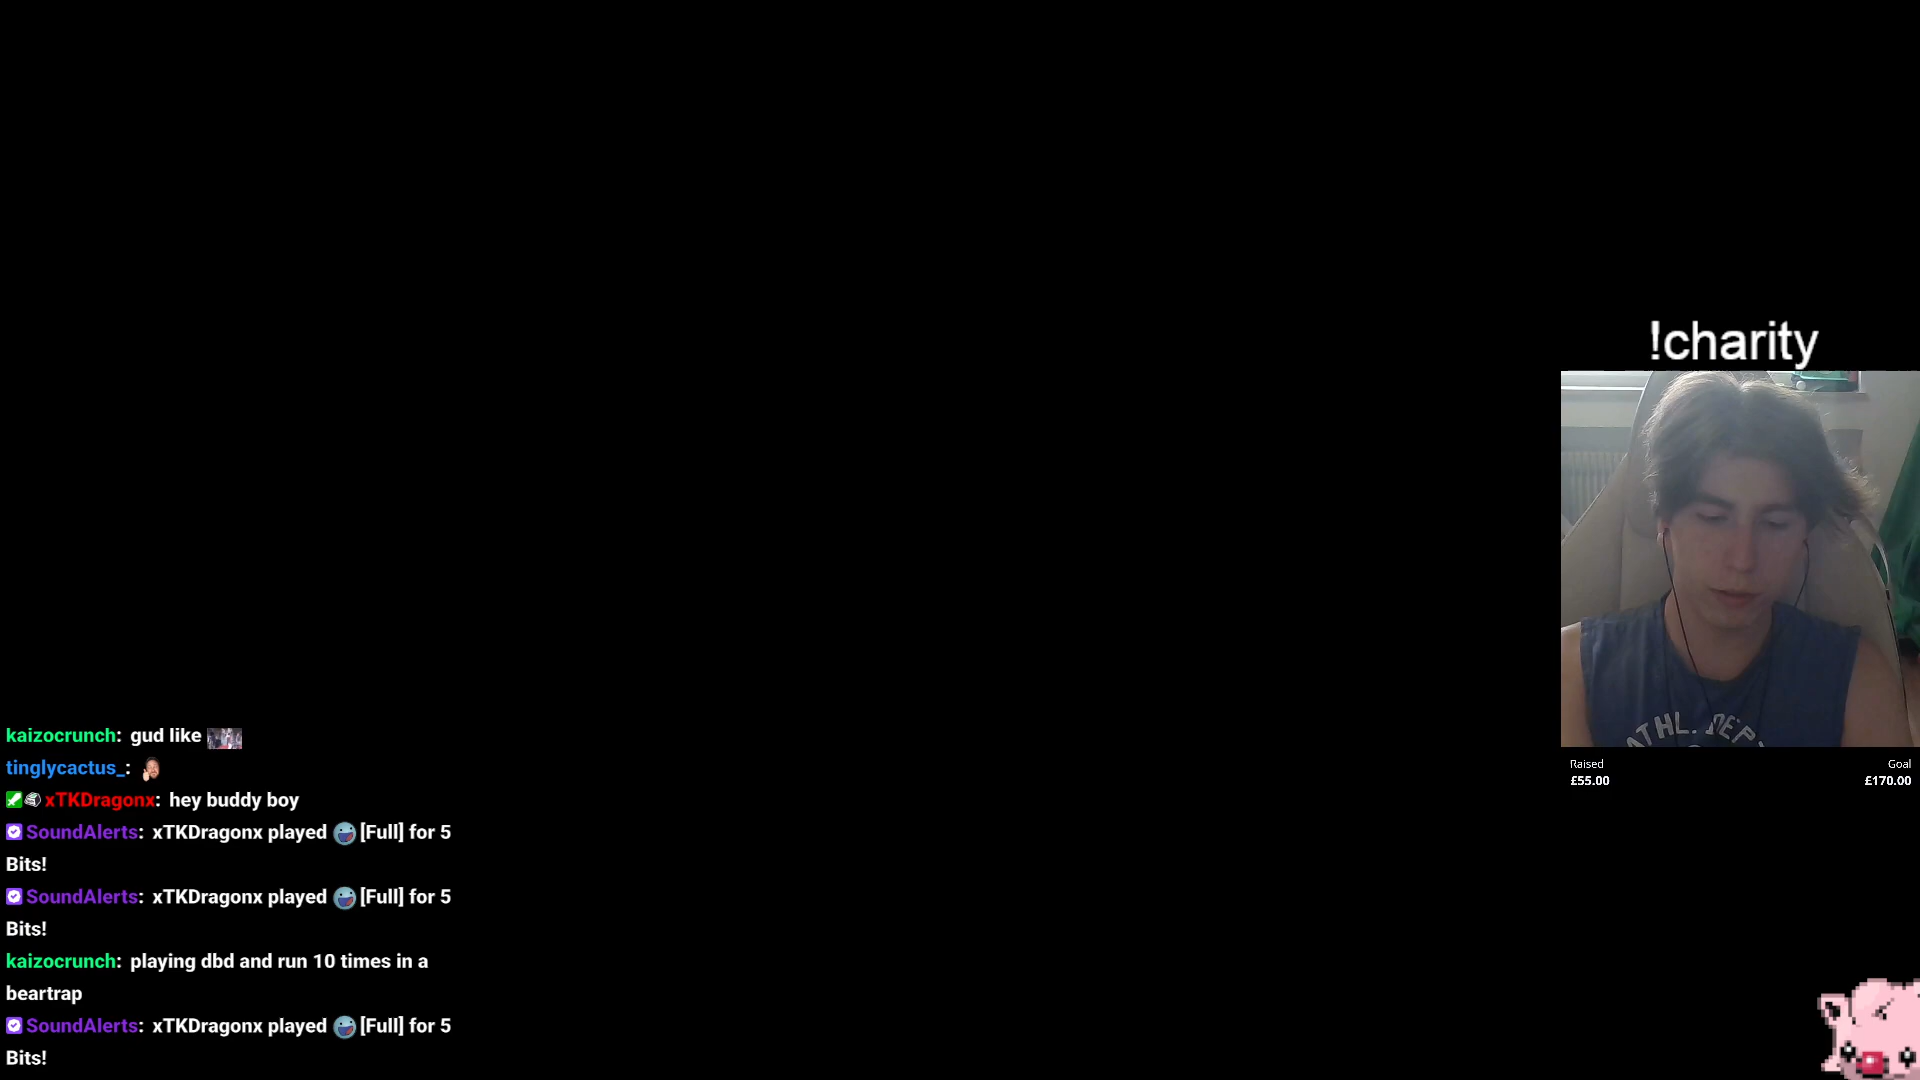 !charity
ATHL. DEPT
Raised Goal
£55.00 £170.00
kaizocrunch: gud like
tinglycactus_:
xTKDragonx: hey buddy boy
SoundAlerts: xTKDragonx played [Full] for 5
Bits!
SoundAlerts: xTKDragonx played [Full] for 5
Bits!
kaizocrunch: playing dbd and run 10 times in a
beartrap
SoundAlerts: xTKDragonx played [Full] for 5
Bits!